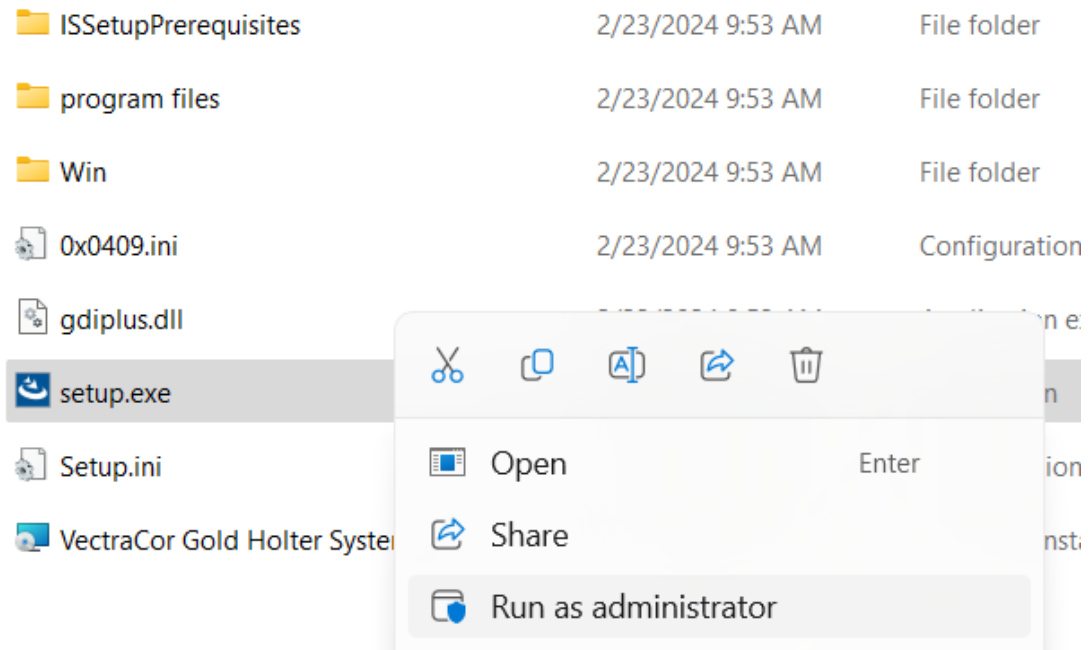 ISSetupPrerequisites 2/23/2024 9:53 AM File folder
program files 2/23/2024 9:53 AM File folder
Win 2/23/2024 9:53 AM File folder
0x0409.ini 2/23/2024 9:53 AM Configuration
gdiplus.dll
setup.exe
Setup.ini
Open Enter
VectraCor Gold Holter Syste
Share
Run as administrator